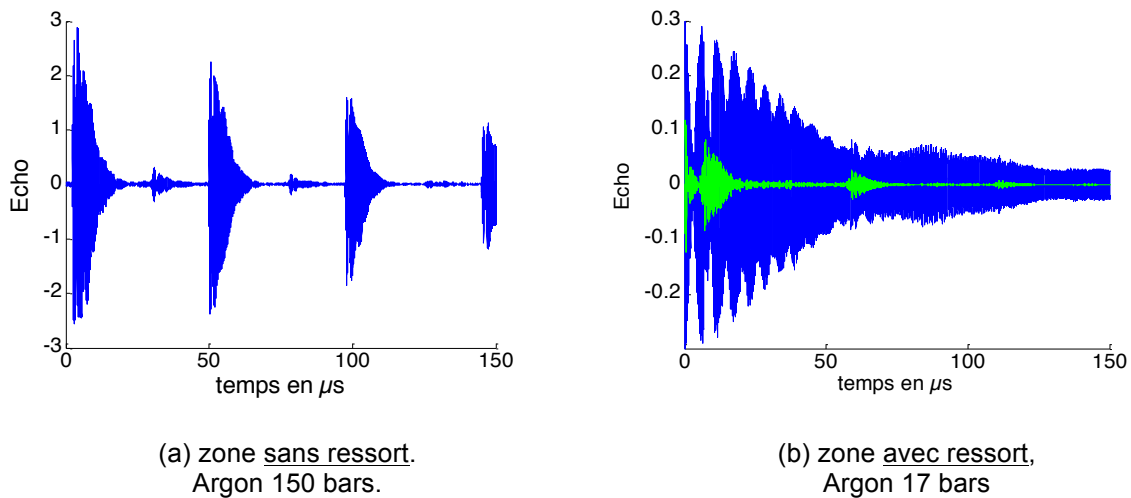 3
2
1
0
-1
-2
-3
Echo
0 50 100 150
temps en µs
(a) zone sans ressort.
Argon 150 bars.
0.3
0.2
0.1
0
-0.1
-0.2
Echo
0 50 100 150
temps en µs
(b) zone avec ressort,
Argon 17 bars